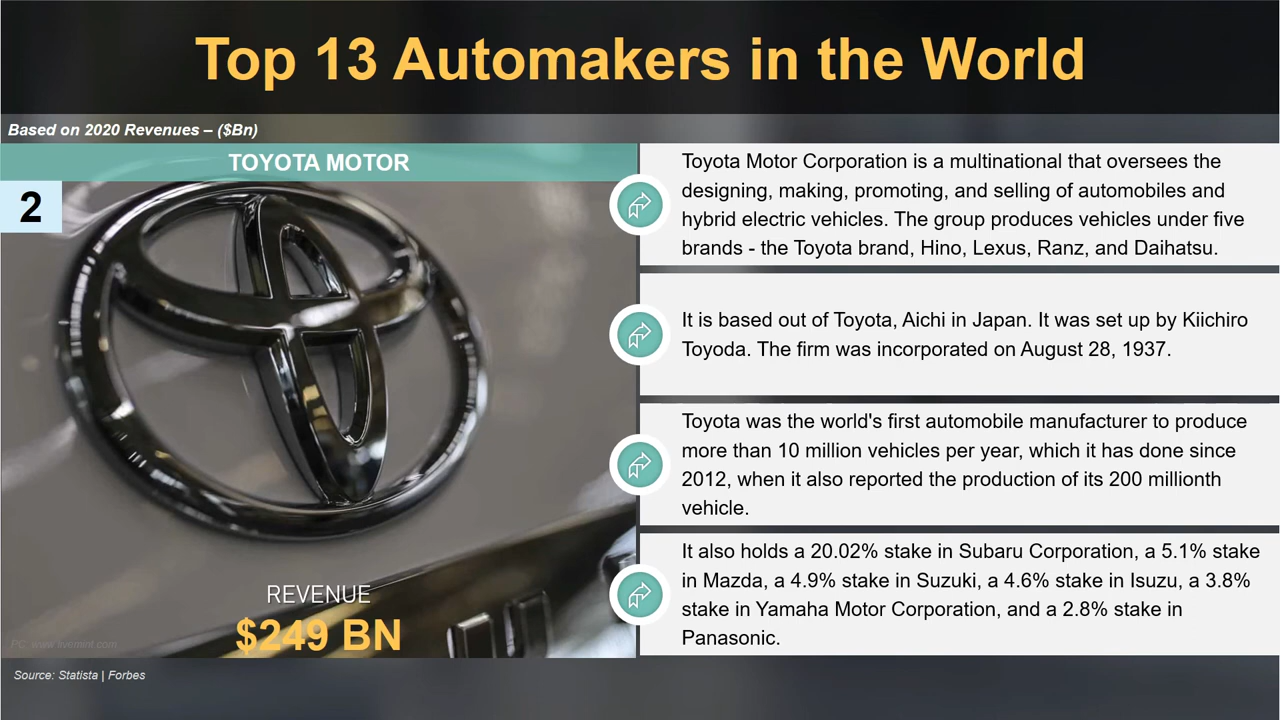 Top 13 Automakers in the World
Based on 2020 Revenues – ($Bn)
TOYOTA MOTOR
2
REVENUE
$249 BN
PC: www.livemint.com
Toyota Motor Corporation is a multinational that oversees the
designing, making, promoting, and selling of automobiles and
hybrid electric vehicles. The group produces vehicles under five
brands - the Toyota brand, Hino, Lexus, Ranz, and Daihatsu.
It is based out of Toyota, Aichi in Japan. It was set up by Kiichiro
Toyoda. The firm was incorporated on August 28, 1937.
Toyota was the world's first automobile manufacturer to produce
more than 10 million vehicles per year, which it has done since
2012, when it also reported the production of its 200 millionth
vehicle.
It also holds a 20.02% stake in Subaru Corporation, a 5.1% stake
in Mazda, a 4.9% stake in Suzuki, a 4.6% stake in Isuzu, a 3.8%
stake in Yamaha Motor Corporation, and a 2.8% stake in
Panasonic.
Source: Statista | Forbes